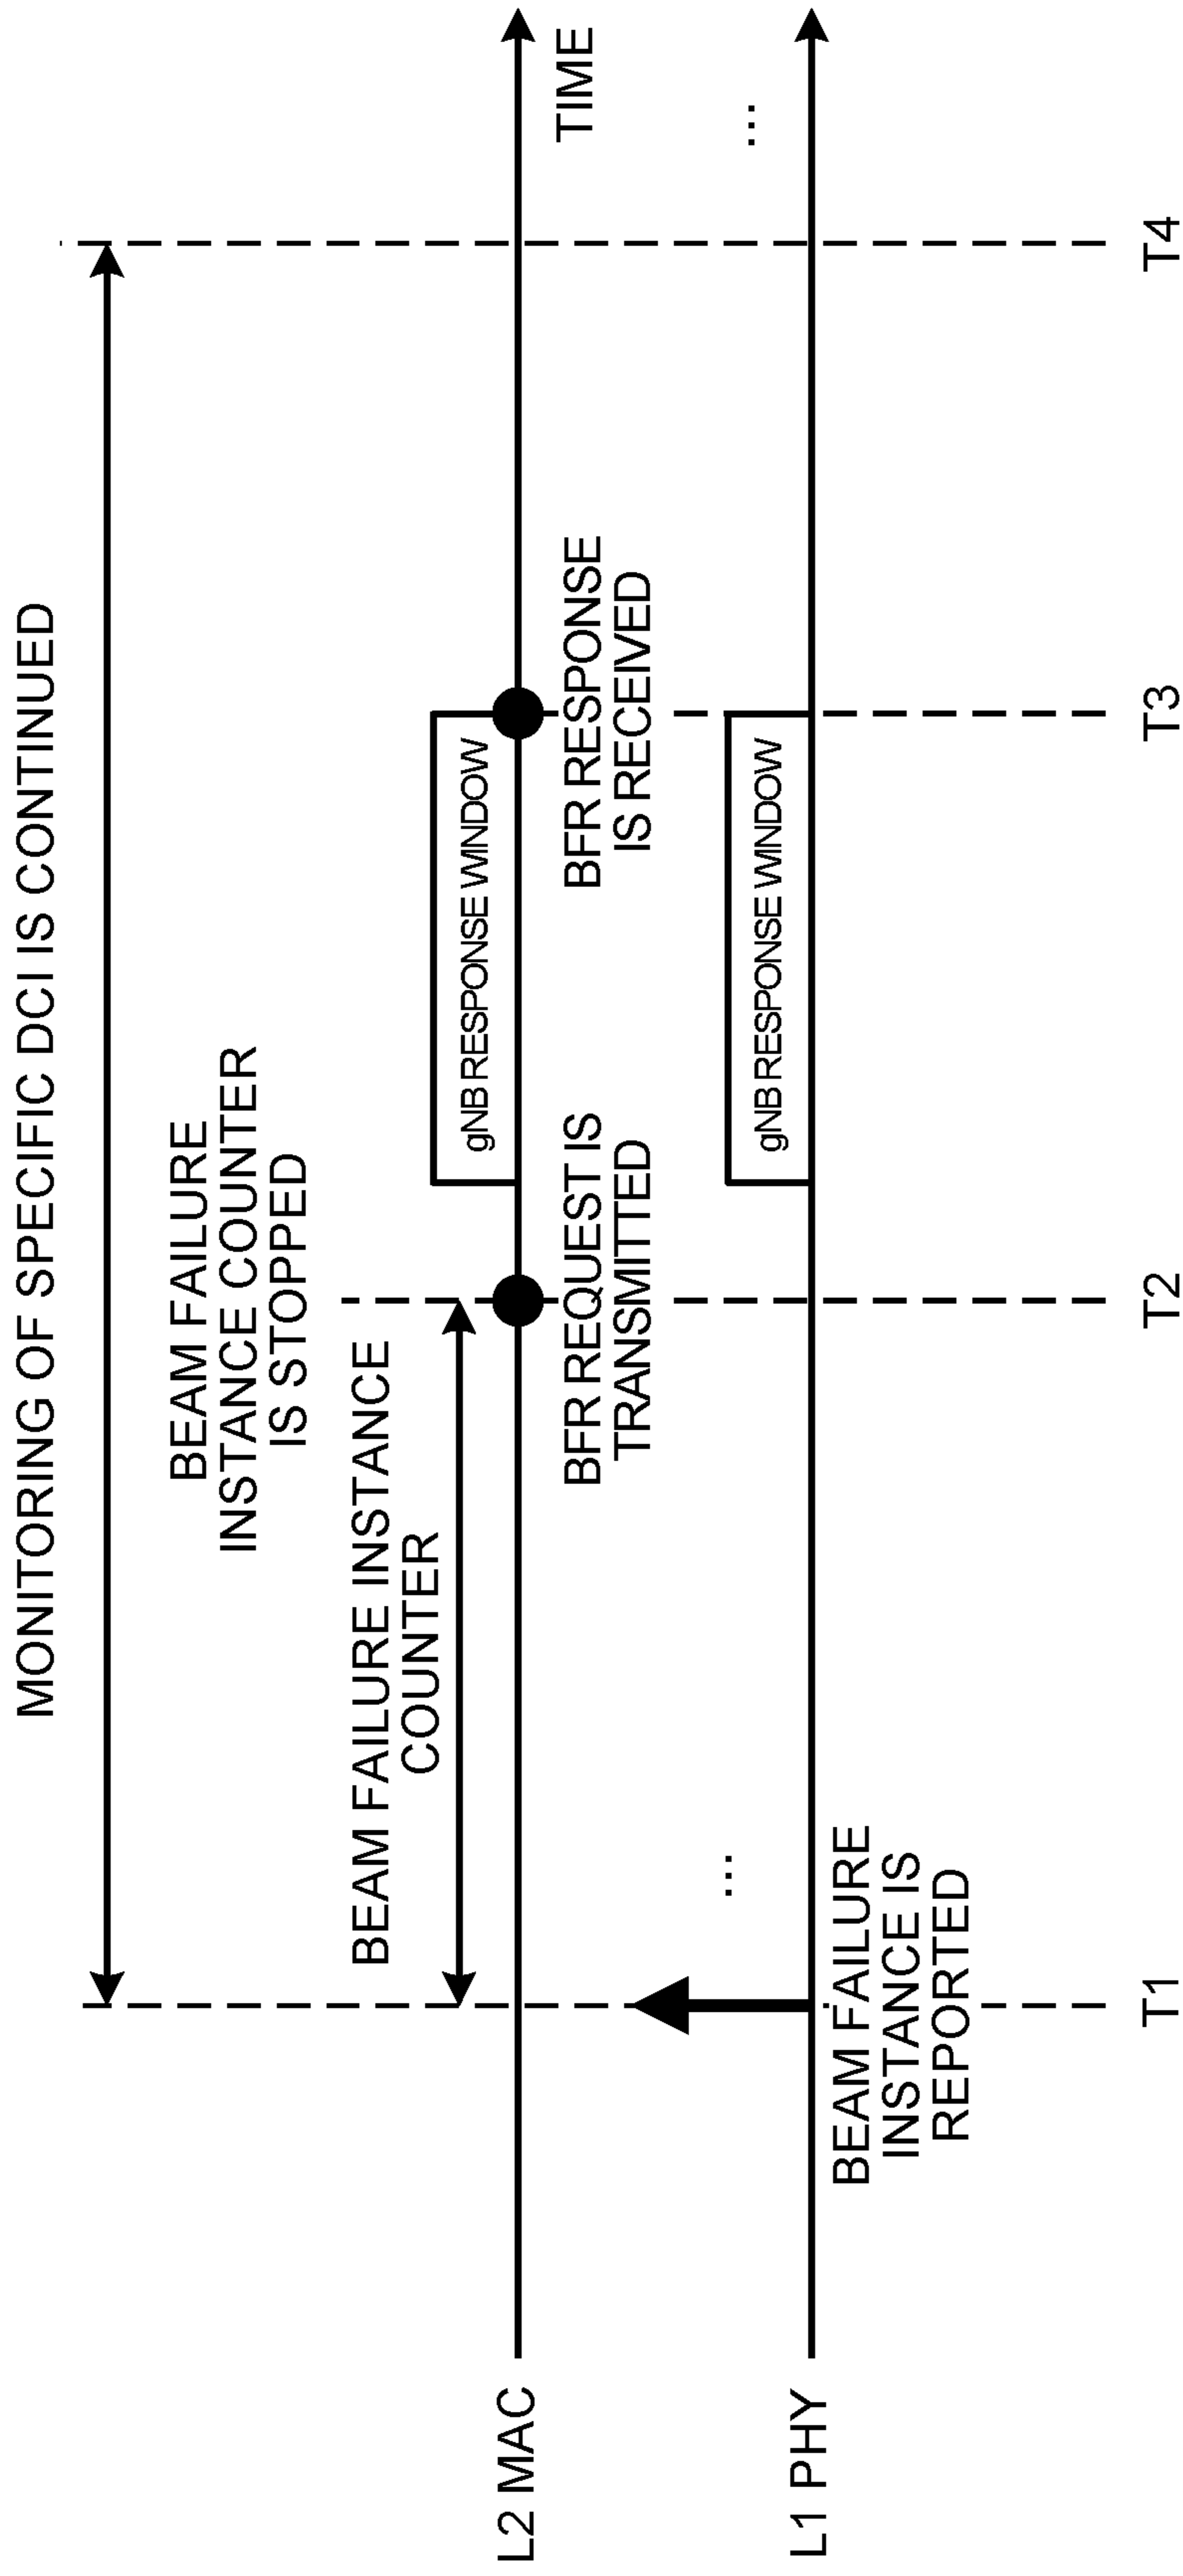 MONITORING OF SPECIFIC DCI IS CONTINUED
BEAM FAILURE
INSTANCE COUNTER
IS STOPPED
BEAM FAILURE INSTANCE
COUNTER
gNB RESPONSE WINDOW
L2 MAC
TIME
BFR REQUEST IS
TRANSMITTED
BFR RESPONSE
IS RECEIVED
...
...
gNB RESPONSE WINDOW
L1 PHY
BEAM FAILURE
INSTANCE IS
REPORTED
T1
T2
T3
T4